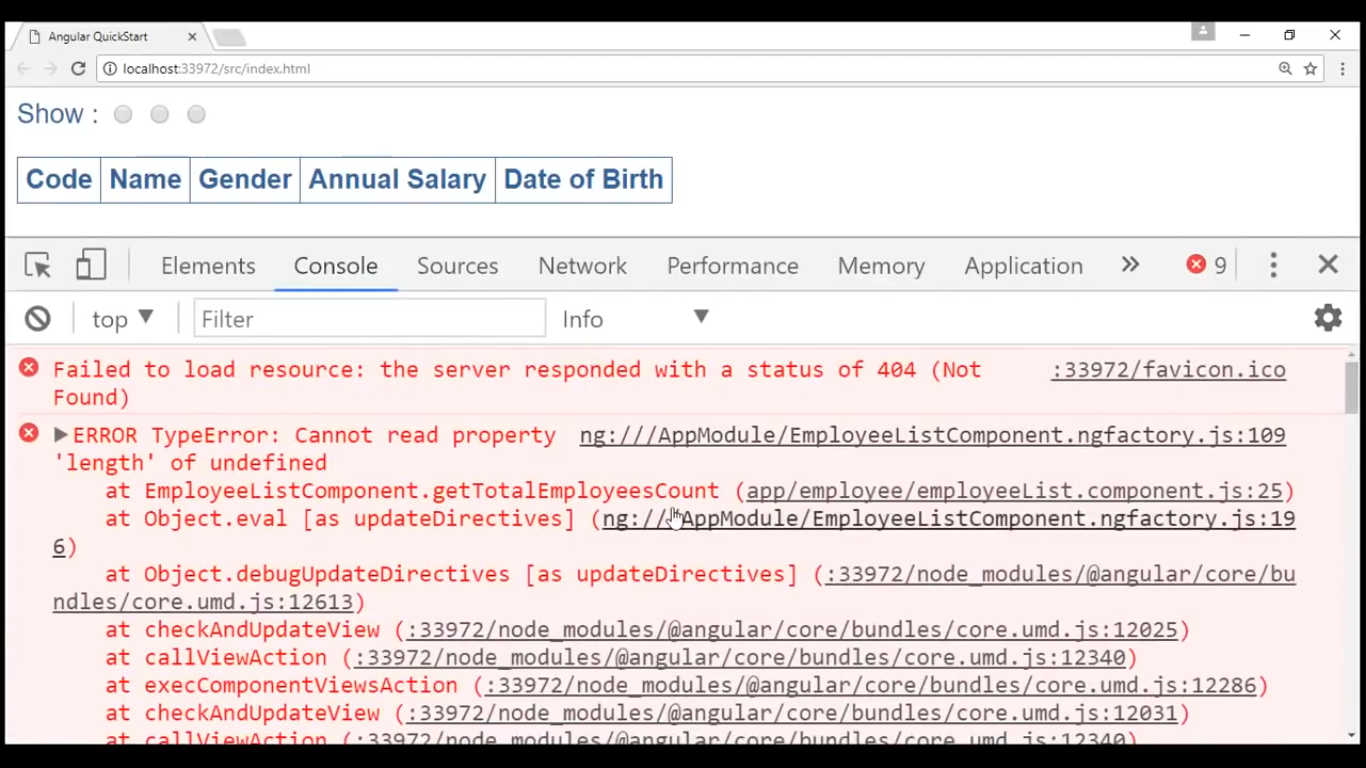 Angular QuickStart
localhost:33972/src/index.html
Show :
Code Name Gender Annual Salary Date of Birth
Elements Console Sources Network Performance Memory Application 9
top Filter Info
Failed to load resource: the server responded with a status of 404 (Not :33972/favicon.ico
Found)
ERROR TypeError: Cannot read property ng:///AppModule/EmployeeListComponent.ngfactory.js:109
'length' of undefined
at EmployeeListComponent.getTotalEmployeesCount (app/employee/employeeList.component.js:25)
at Object.eval [as updateDirectives] (ng:///AppModule/EmployeeListComponent.ngfactory.js:19
6)
at Object.debugUpdateDirectives [as updateDirectives] (:33972/node_modules/@angular/core/bu
ndles/core.umd.js:12613)
at checkAndUpdateView (:33972/node_modules/@angular/core/bundles/core.umd.js:12025)
at callViewAction (:33972/node_modules/@angular/core/bundles/core.umd.js:12340)
at execComponentViewsAction (:33972/node_modules/@angular/core/bundles/core.umd.js:12286)
at checkAndUpdateView (:33972/node_modules/@angular/core/bundles/core.umd.js:12031)
at callViewAction (:33972/node_modules/@angular/core/bundles/core.umd.js:12340)